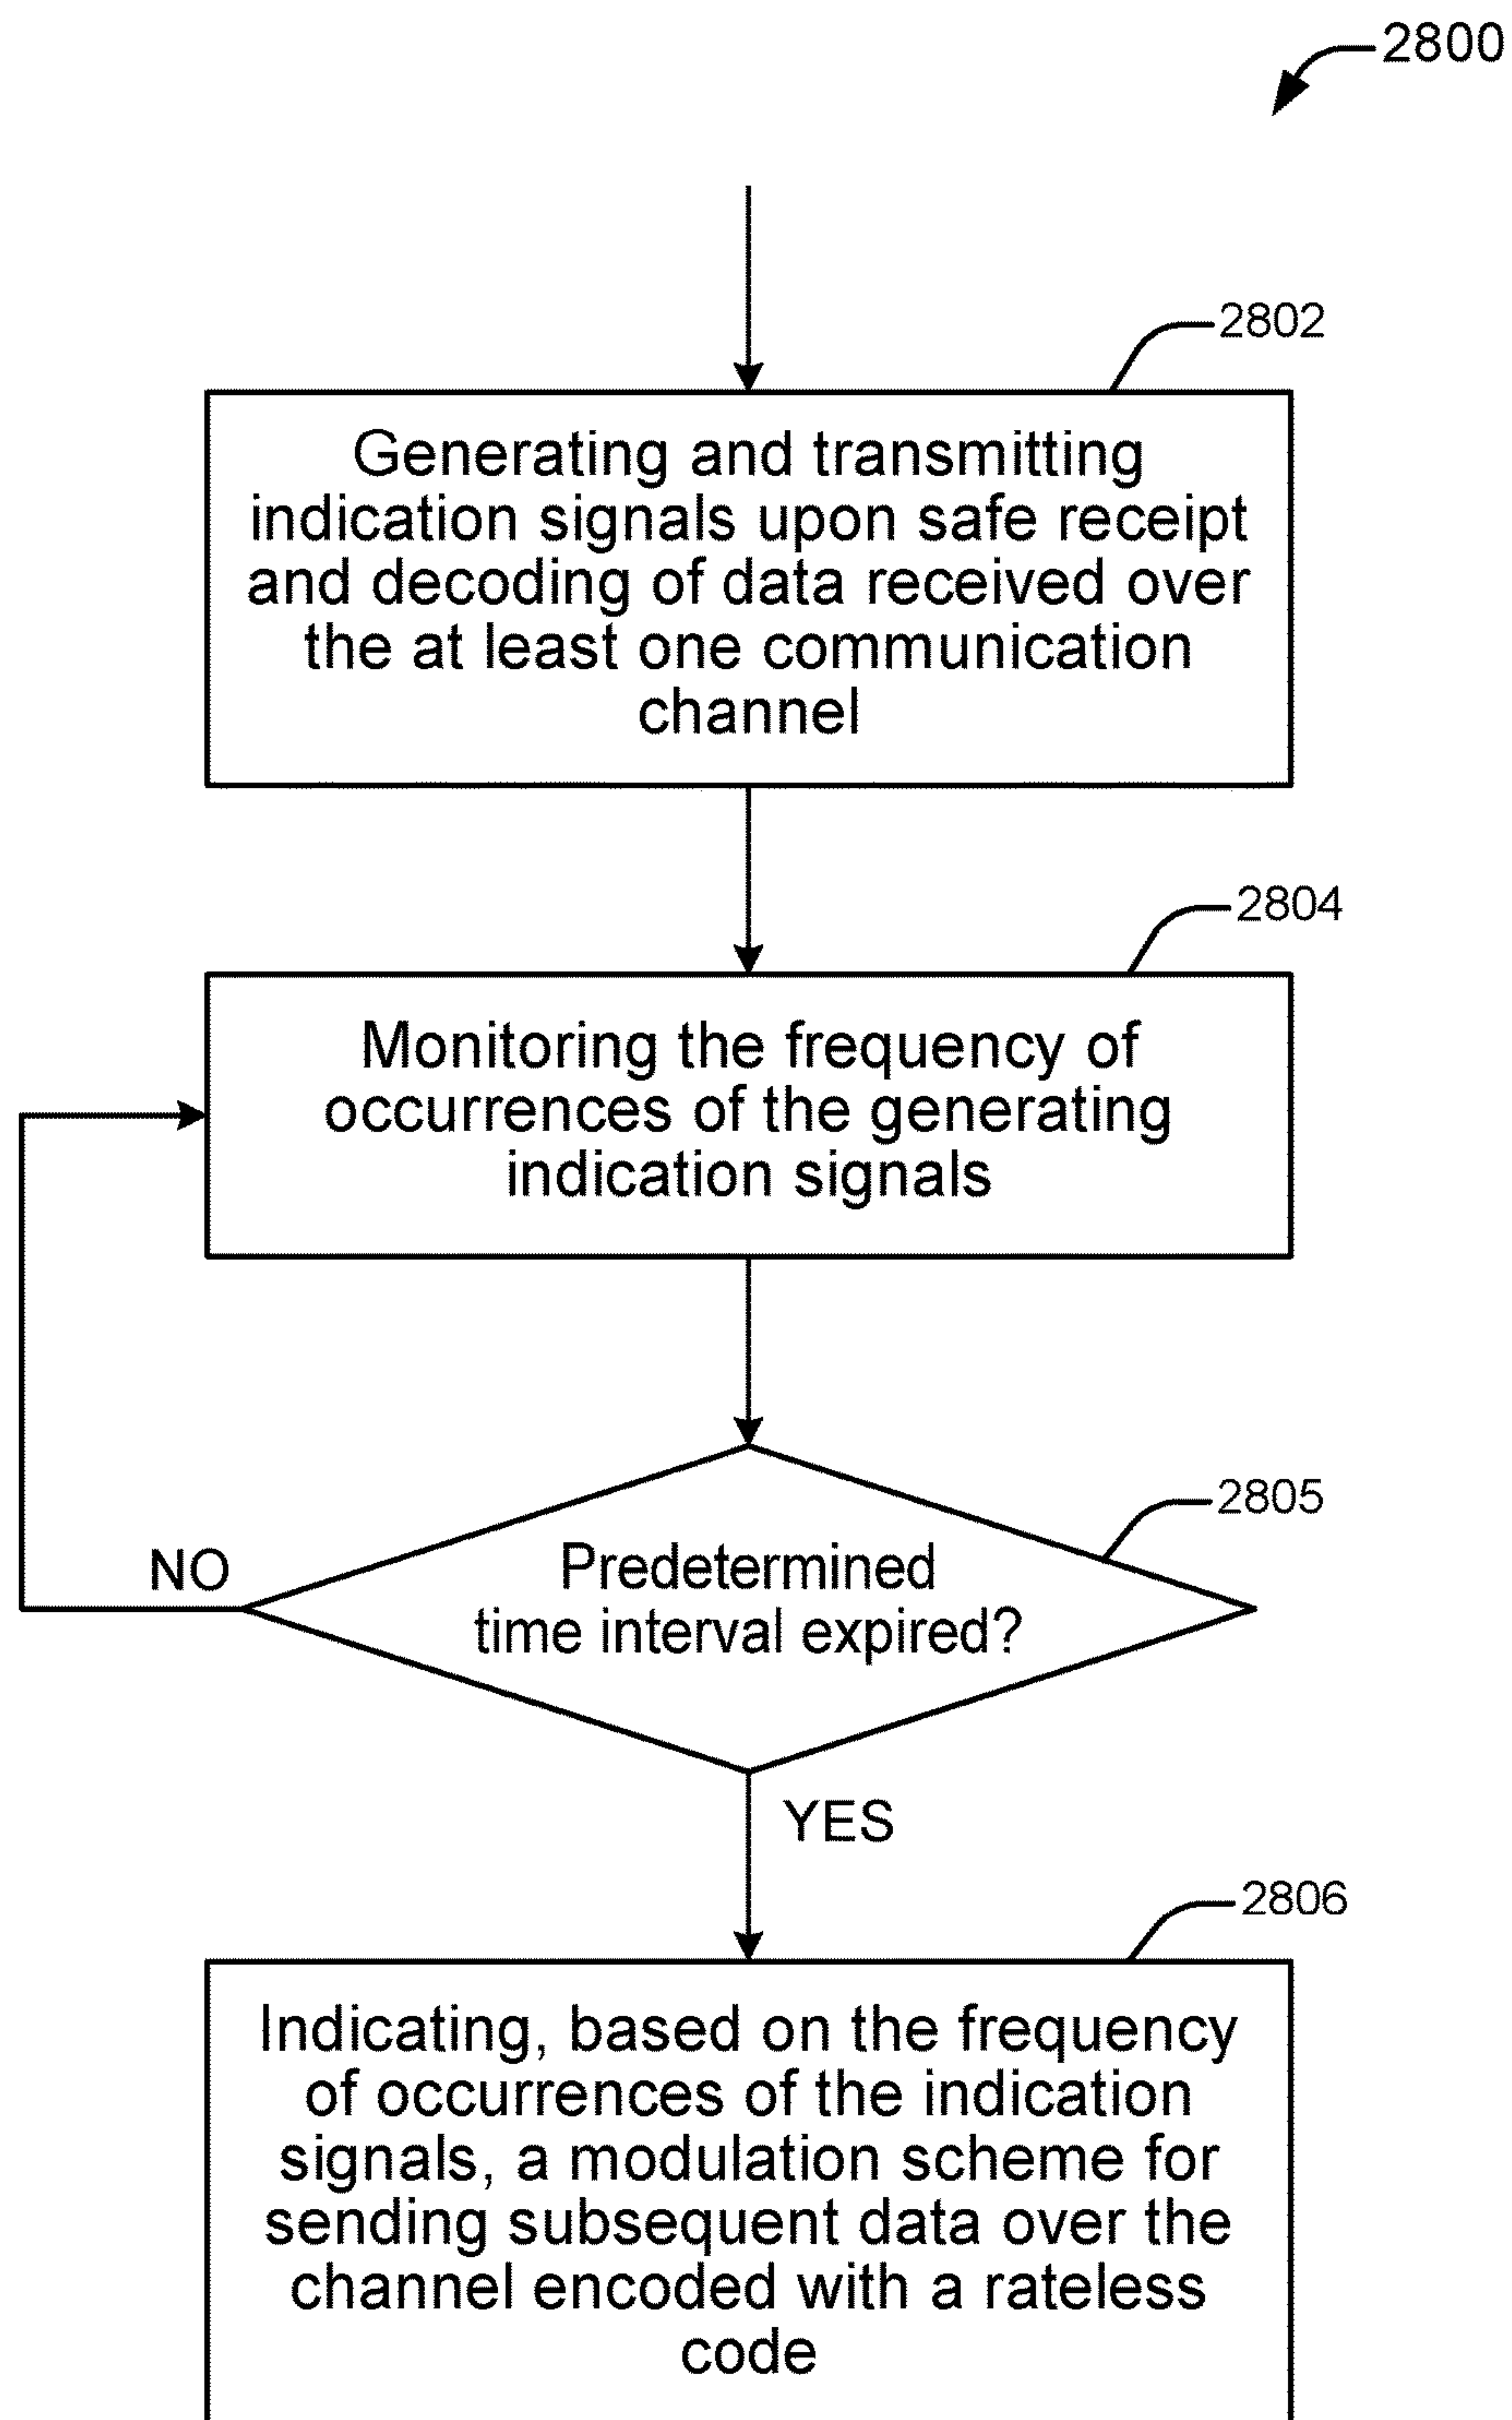 2800
2802
Generating and transmitting
indication signals upon safe receipt
and decoding of data received over
the at least one communication
channel
2804
Monitoring the frequency of
occurrences of the generating
indication signals
2805
Predetermined
time interval expired?
NO
YES
2806
Indicating, based on the frequency
of occurrences of the indication
signals, a modulation scheme for
sending subsequent data over the
channel encoded with a rateless
code